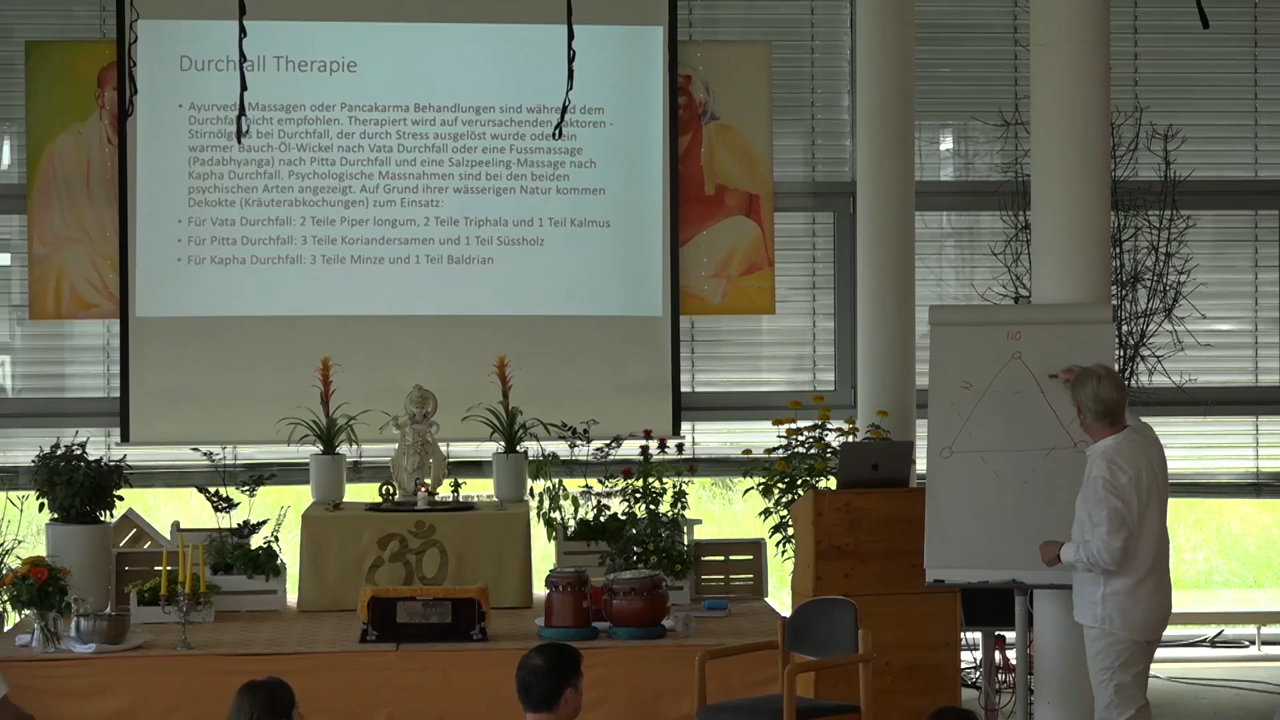 Durchfall Therapie
• Ayurveda Massagen oder Pancakarma Behandlungen sind während dem
Durchfall nicht empfohlen. Therapiert wird auf verursachenden Faktoren -
Stirnölguss bei Durchfall, der durch Stress ausgelöst wurde oder ein
warmer Bauch-Öl-Wickel nach Vata Durchfall oder eine Fussmassage
(Padabhyanga) nach Pitta Durchfall und eine Salzpeeling-Massage nach
Kapha Durchfall. Psychologische Massnahmen sind bei den beiden
psychischen Arten angezeigt. Auf Grund ihrer wässerigen Natur kommen
Dekokte (Kräuterabkochungen) zum Einsatz:
• Für Vata Durchfall: 2 Teile Piper longum, 2 Teile Triphala und 1 Teil Kalmus
• Für Pitta Durchfall: 3 Teile Koriandersamen und 1 Teil Süssholz
• Für Kapha Durchfall: 3 Teile Minze und 1 Teil Baldrian
ॐ